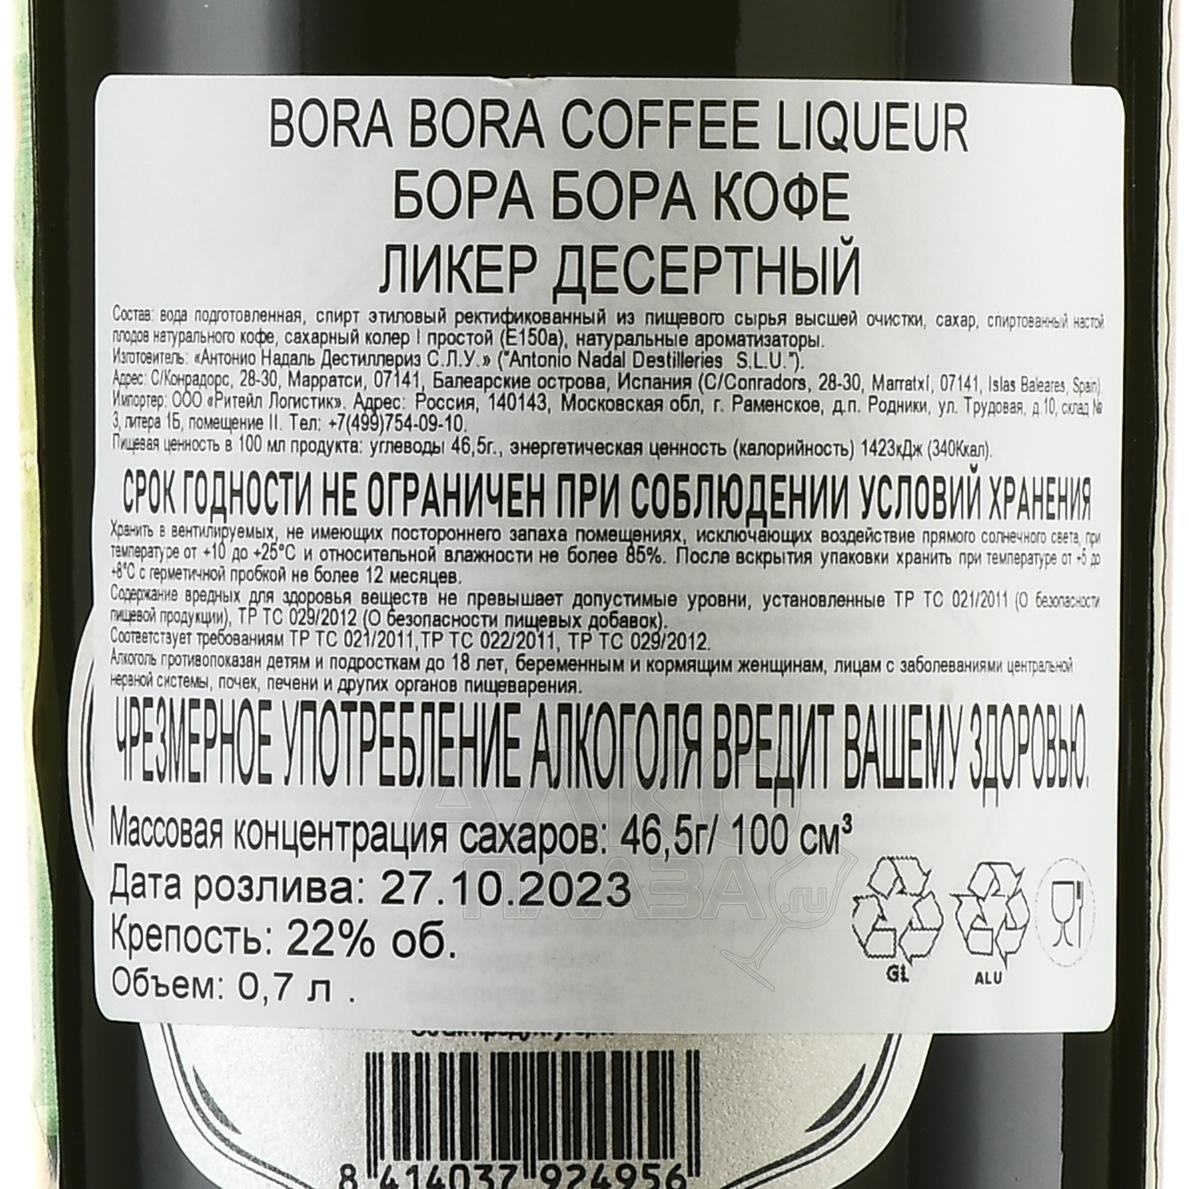 BORA BORA COFFEE LIQUEUR
БОРА БОРА КОФЕ
ЛИКЕР ДЕСЕРТНЫЙ
Состав: вода подготовленная, спирт этиловый ректификованный из пищевого сырья высшей очистки, сахар, спиртованный настой
плодов натурального кофе, сахарный колер I простой (Е150а), натуральные ароматизаторы.
Изготовитель: «Антонио Надаль Дестиллериз С.Л.У.» ("Antonio Nadal Destilleries S.L.U.").
Адрес: С/Конрадорс, 28-30, Марратси, 07141, Балеарские острова, Испания (C/Conradors, 28-30, Marratxí, 07141, Islas Baleares, Spain).
Импортер: ООО «Ритейл Логистик». Адрес: Россия, 140143, Московская обл, г. Раменское, д.п. Родники, ул. Трудовая, д.10, склад №
3, литера 1Б, помещение II. Тел: +7(499)754-09-10.
Пищевая ценность в 100 мл продукта: углеводы 46,5г., энергетическая ценность (калорийность) 1423кДж (340Ккал).
СРОК ГОДНОСТИ НЕ ОГРАНИЧЕН ПРИ СОБЛЮДЕНИИ УСЛОВИЙ ХРАНЕНИЯ
Хранить в вентилируемых, не имеющих постороннего запаха помещениях, исключающих воздействие прямого солнечного света, при
температуре от +10 до +25°С и относительной влажности не более 85%. После вскрытия упаковки хранить при температуре от +5 до
+8°С с герметичной пробкой не более 12 месяцев.
Содержание вредных для здоровья веществ не превышает допустимые уровни, установленные ТР ТС 021/2011 (О безопасности
пищевой продукции), ТР ТС 029/2012 (О безопасности пищевых добавок).
Соответствует требованиям ТР ТС 021/2011,ТР ТС 022/2011, ТР ТС 029/2012.
Алкоголь противопоказан детям и подросткам до 18 лет, беременным и кормящим женщинам, лицам с заболеваниями центральной
нервной системы, почек, печени и других органов пищеварения.
ЧРЕЗМЕРНОЕ УПОТРЕБЛЕНИЕ АЛКОГОЛЯ ВРЕДИТ ВАШЕМУ ЗДОРОВЬЮ.
Массовая концентрация сахаров: 46,5г/ 100 см³
Дата розлива: 27.10.2023
Крепость: 22% об.
Объем: 0,7 л .
GL ALU
АЛКО
ПЛАЗА.ru
8 414037 924956